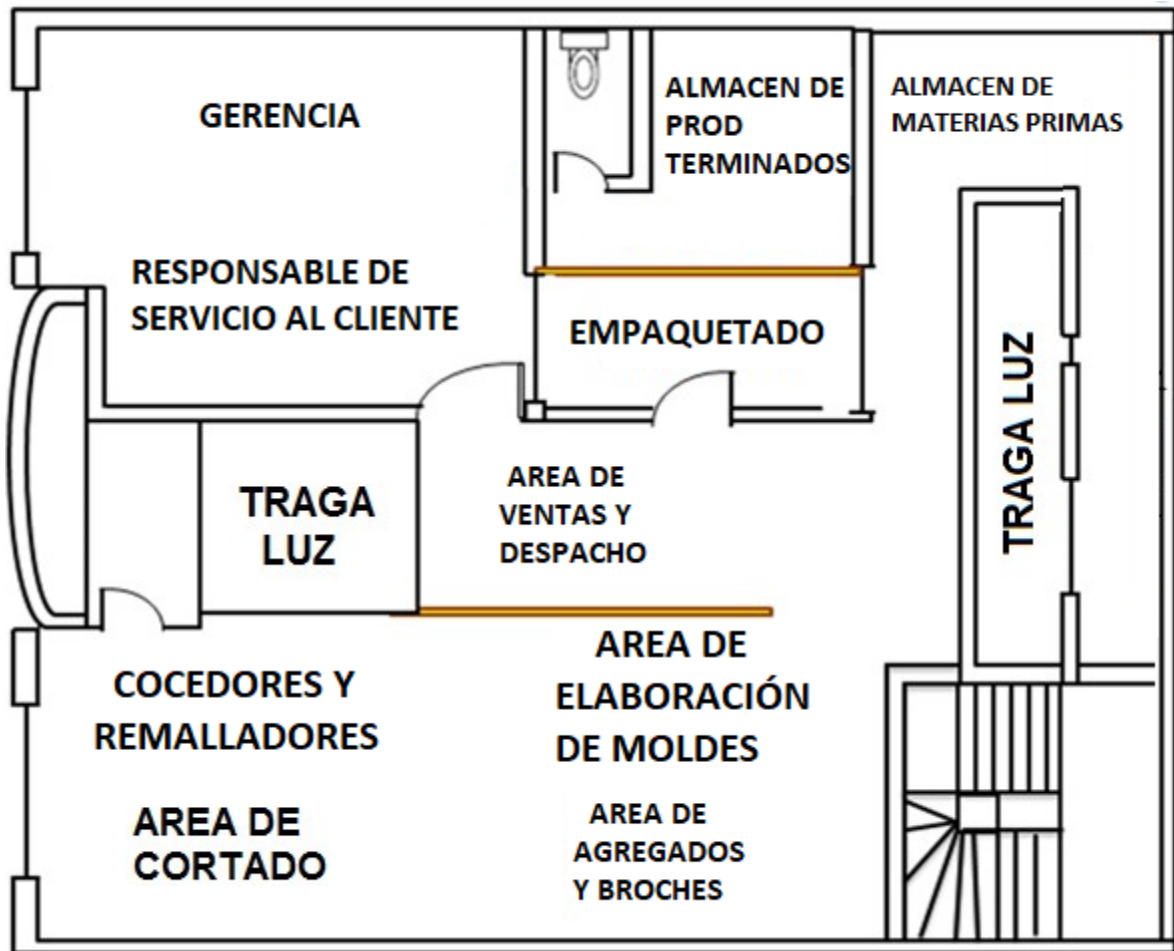 GERENCIA
RESPONSABLE DE
SERVICIO AL CLIENTE
ALMACEN DE
PROD
TERMINADOS
ALMACEN DE
MATERIAS PRIMAS
EMPAQUETADO
TRAGA LUZ
TRAGA
LUZ
AREA DE
VENTAS Y
DESPACHO
COCEDORES Y
REMALLADORES
AREA DE
ELABORACIÓN
DE MOLDES
AREA DE
CORTADO
AREA DE
AGREGADOS
Y BROCHES